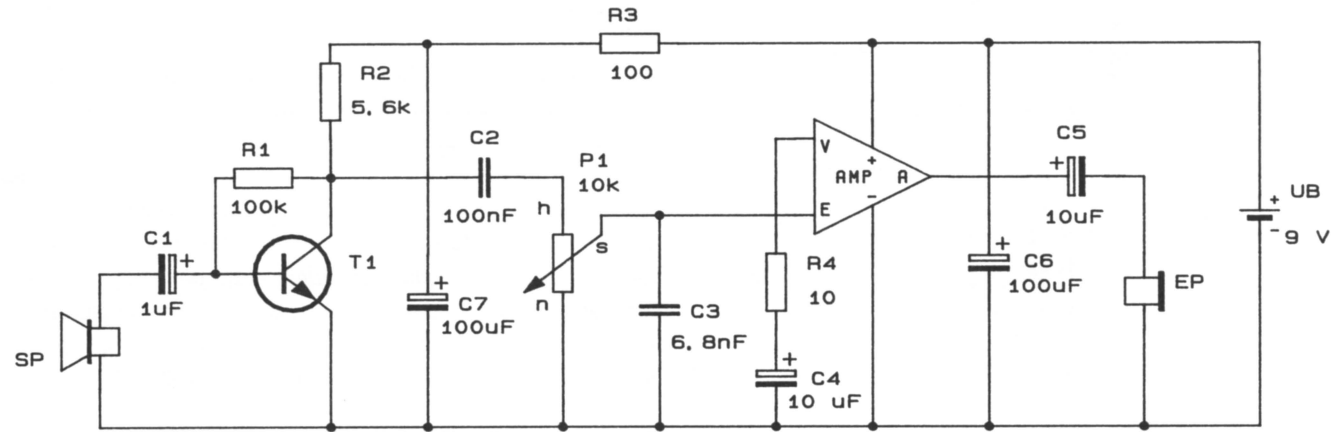 R3
100
R2
5,6k
R1
100k
C2
100nF
P1
10k
h
s
n
C1
+
1uF
T1
SP
+
C7
100uF
C3
6,8nF
V
+
AMP A
-
E
R4
10
+
C4
10 uF
C5
+
10uF
+
C6
100uF
EP
+
UB
-
9 V